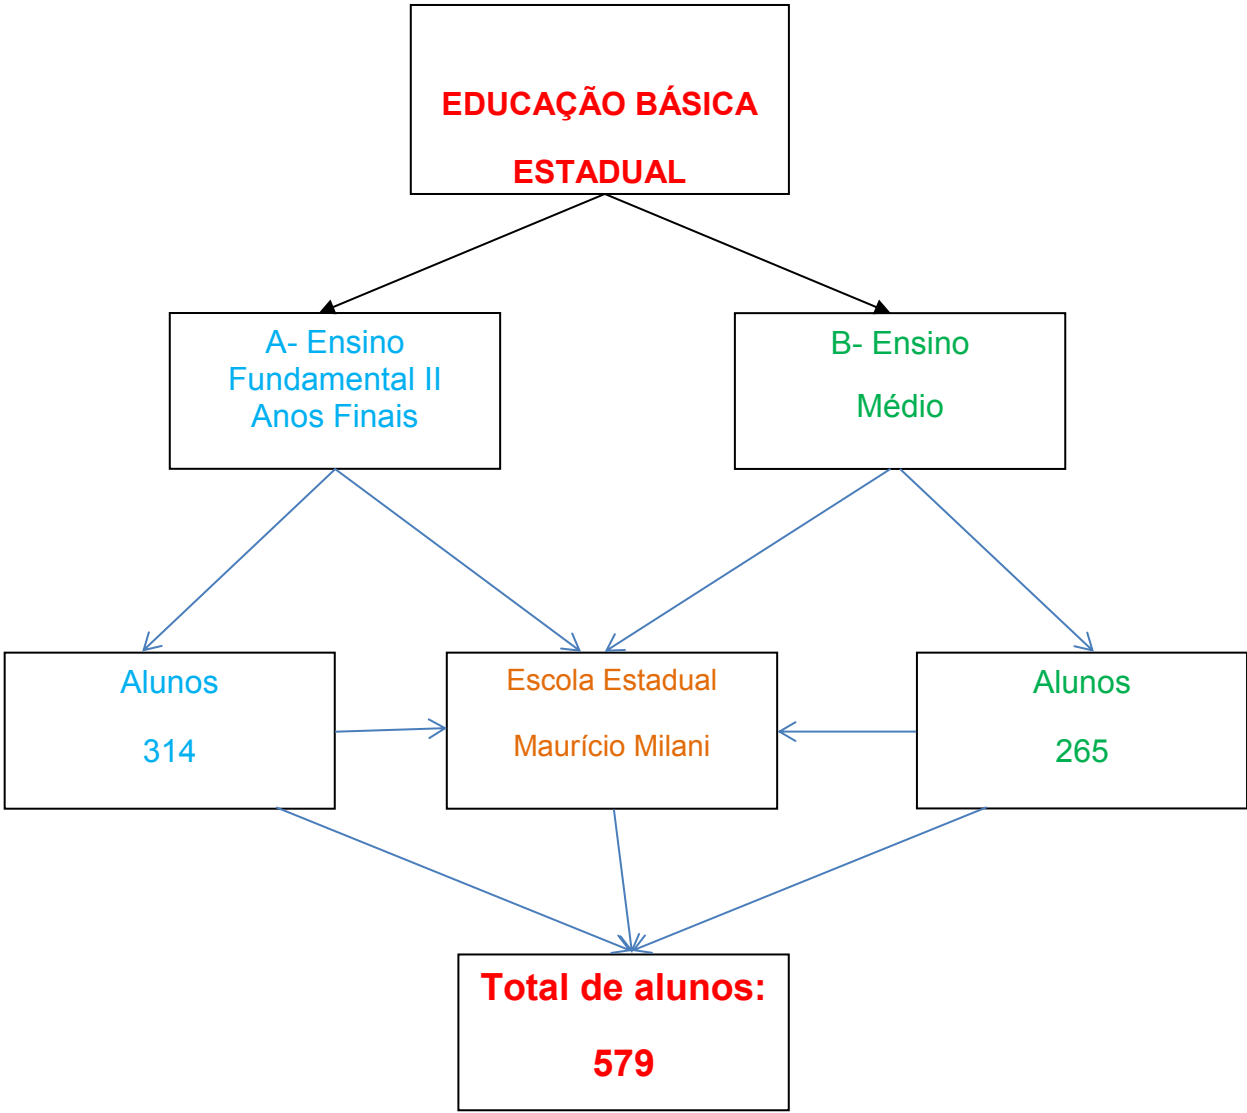 EDUCAÇÃO BÁSICA
ESTADUAL
A- Ensino
Fundamental II
Anos Finais
B- Ensino
Médio
Alunos
314
Escola Estadual
Maurício Milani
Alunos
265
Total de alunos:
579